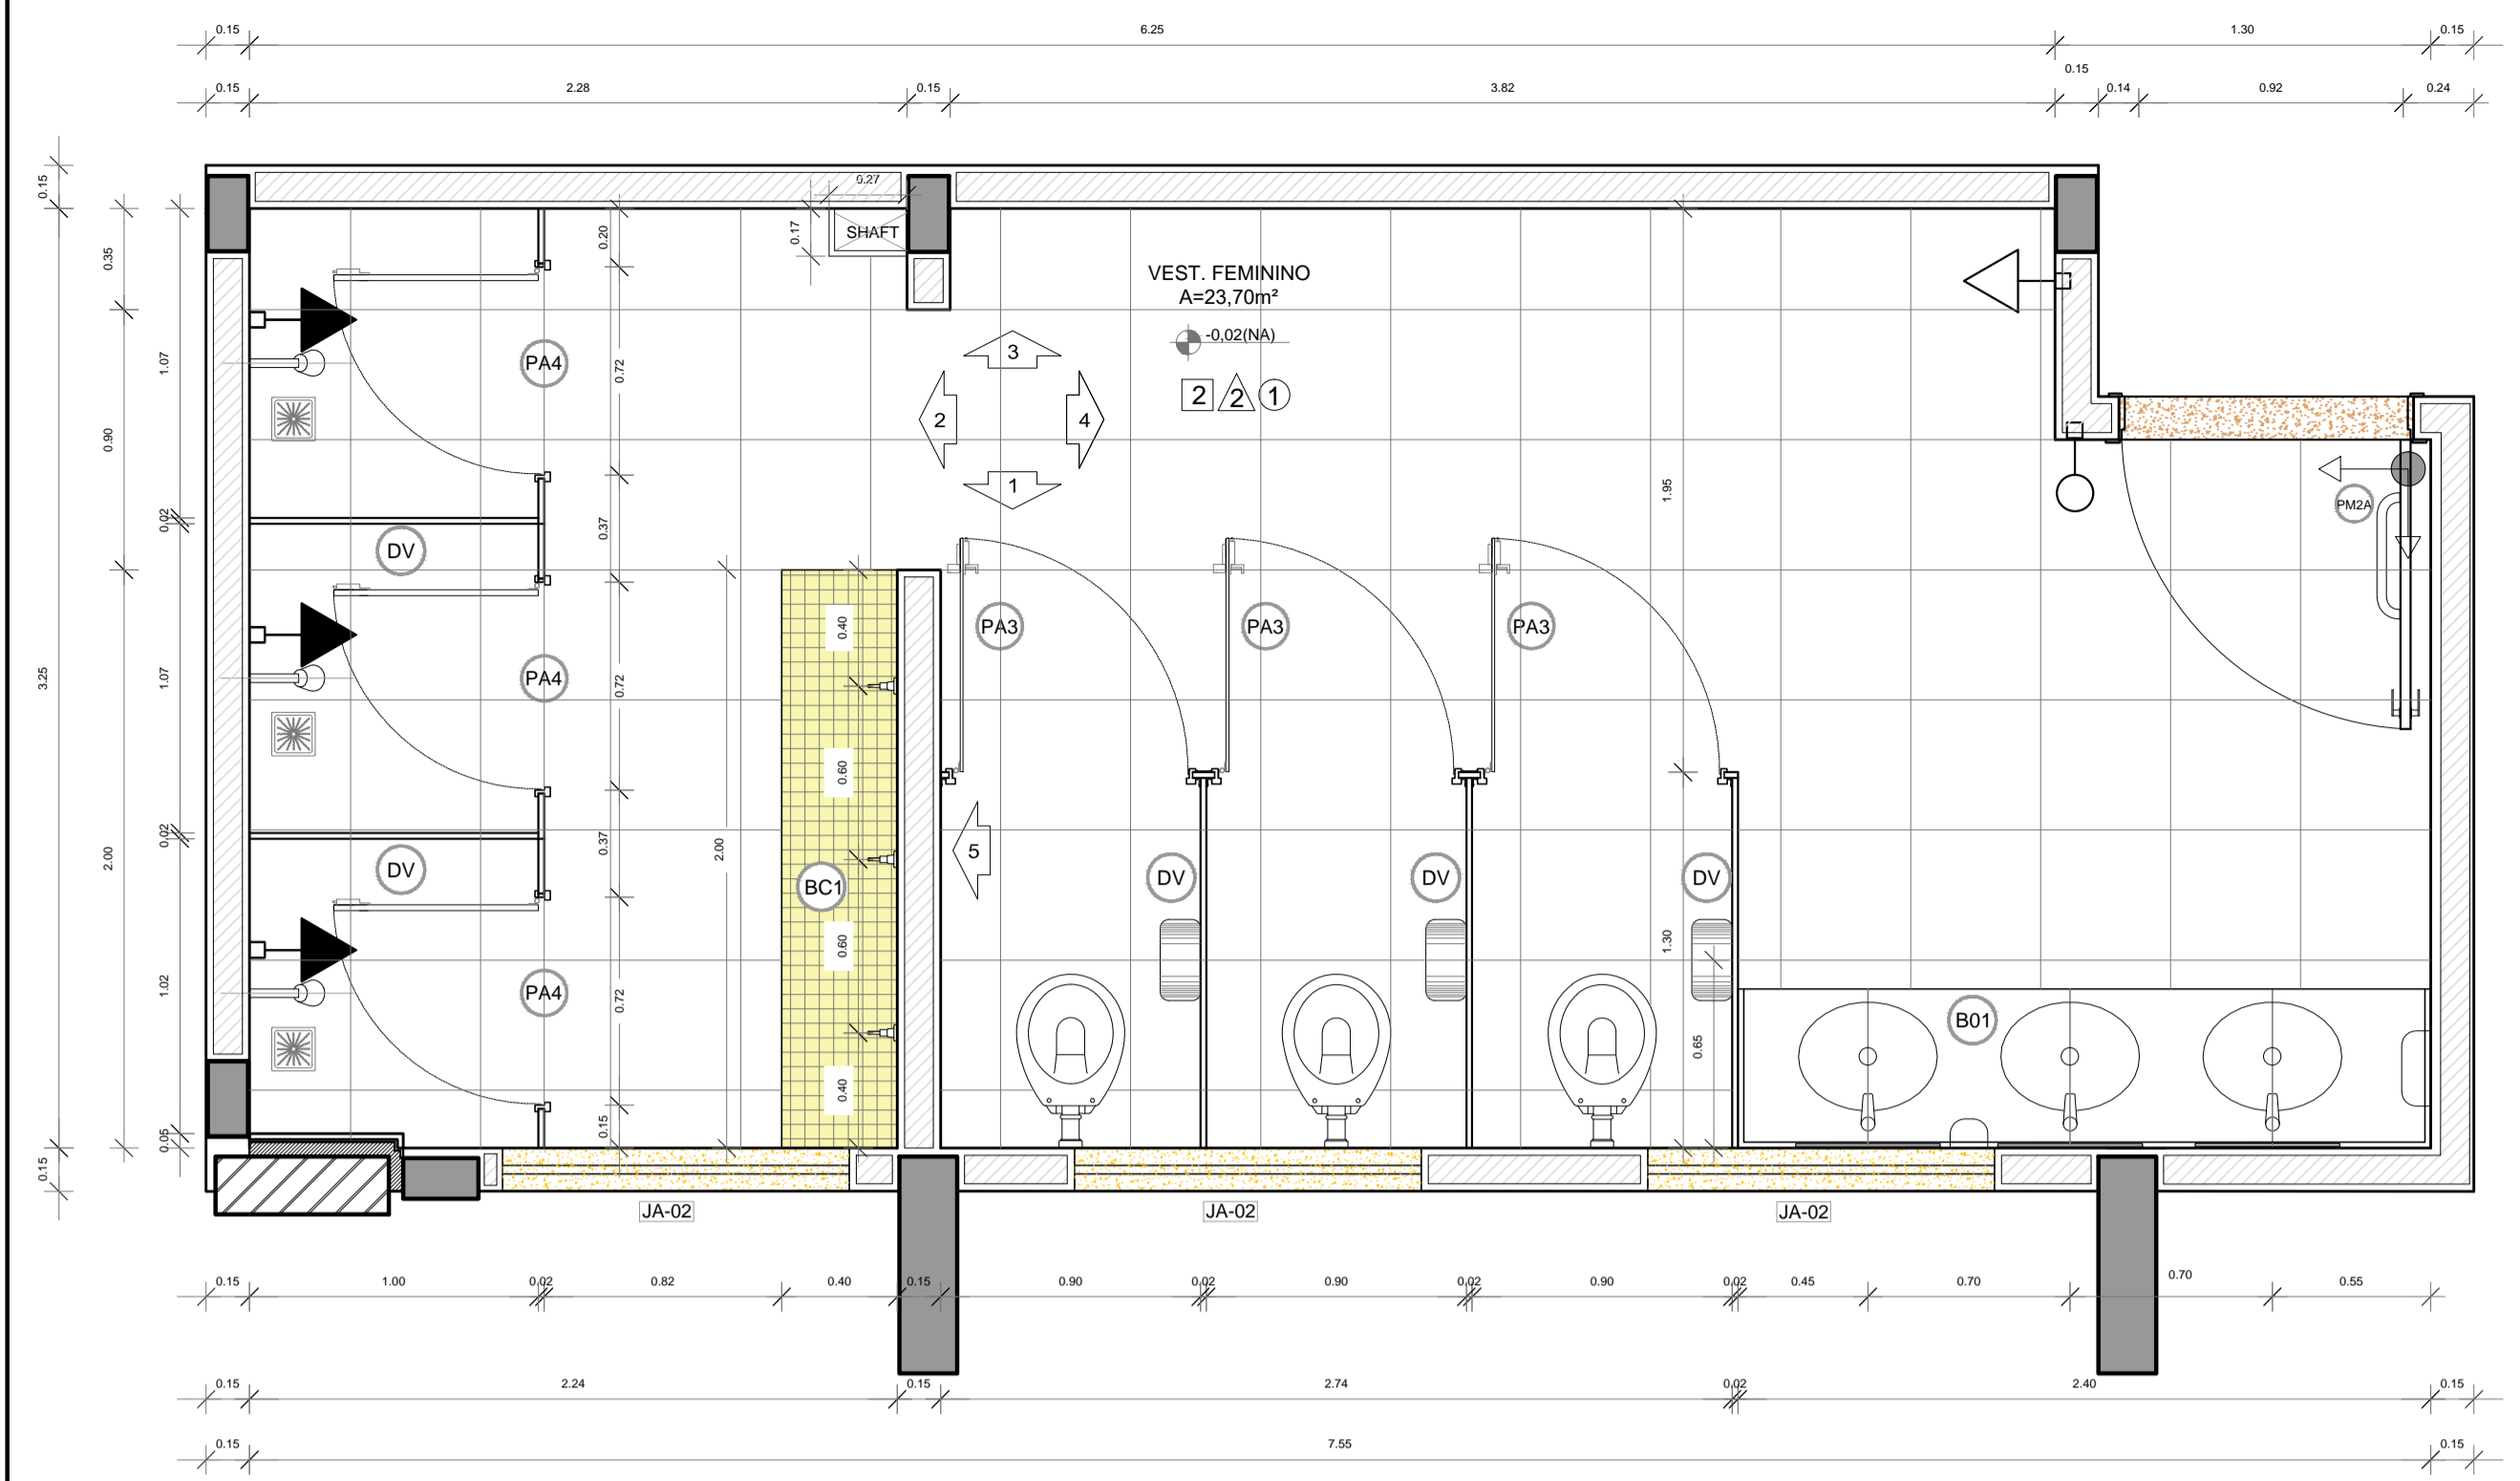 0.15 6.25 1.30 0.15
0.15
0.15 2.28 0.15 3.82 0.14 0.92 0.24
0.15
0.27
SHAFT
0.17
0.20
0.35
VEST. FEMININO
A=23,70m²
-0,02(NA)
3
2 2 1
2 4
1
PA4
1.07
0.72
0.90
1.95
PM2A
0.02
0.37
DV
PA3 PA3 PA3
0.40
3.25
1.07
PA4
0.72
0.60
0.02
2.00
0.37
2.00
5
DV
BC1
DV DV DV
0.60
1.30
1.02
PA4
0.72
B01
0.65
0.40
0.15
0.05
0.15
JA-02 JA-02 JA-02
0.15 1.00 0.02 0.82 0.40 0.15 0.90 0.02 0.90 0.02 0.90 0.02 0.45 0.70 0.70 0.55
0.15 2.24 0.15 2.74 0.02 2.40 0.15
0.15 7.55 0.15